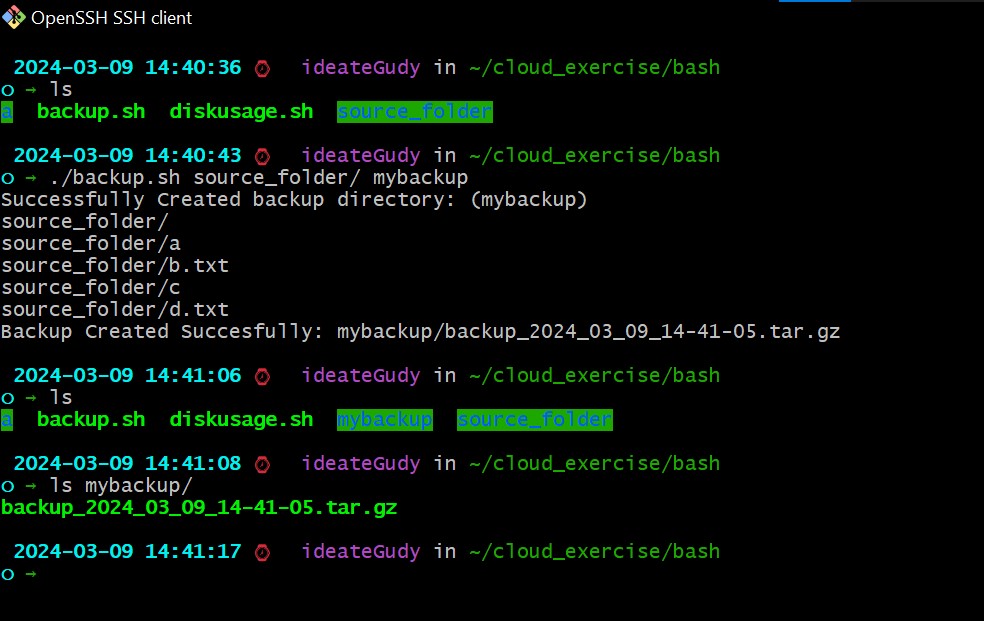 OpenSSH SSH client
2024-03-09 14:40:36 ideateGudy in ~/cloud_exercise/bash
o → ls
a backup.sh diskusage.sh source_folder
2024-03-09 14:40:43 ideateGudy in ~/cloud_exercise/bash
o → ./backup.sh source_folder/ mybackup
Successfully Created backup directory: (mybackup)
source_folder/
source_folder/a
source_folder/b.txt
source_folder/c
source_folder/d.txt
Backup Created Succesfully: mybackup/backup_2024_03_09_14-41-05.tar.gz
2024-03-09 14:41:06 ideateGudy in ~/cloud_exercise/bash
o → ls
a backup.sh diskusage.sh mybackup source_folder
2024-03-09 14:41:08 ideateGudy in ~/cloud_exercise/bash
o → ls mybackup/
backup_2024_03_09_14-41-05.tar.gz
2024-03-09 14:41:17 ideateGudy in ~/cloud_exercise/bash
o →